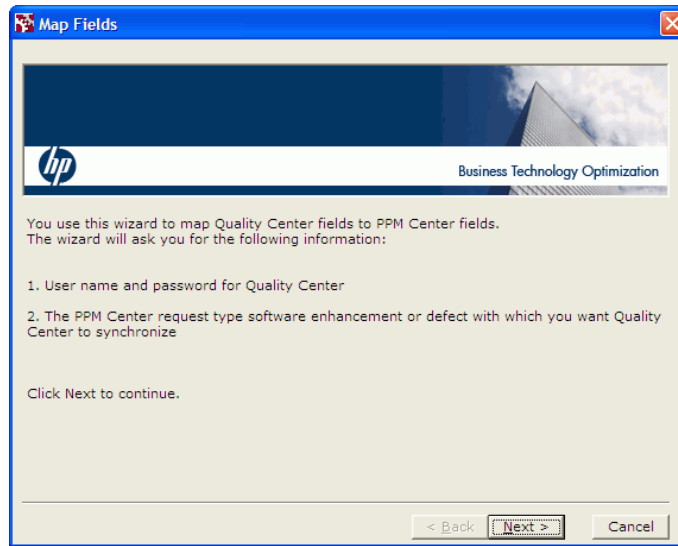 Map Fields
hp
Business Technology Optimization
You use this wizard to map Quality Center fields to PPM Center fields.
The wizard will ask you for the following information:
1. User name and password for Quality Center
2. The PPM Center request type software enhancement or defect with which you want Quality
Center to synchronize
Click Next to continue.
< Back Next > Cancel